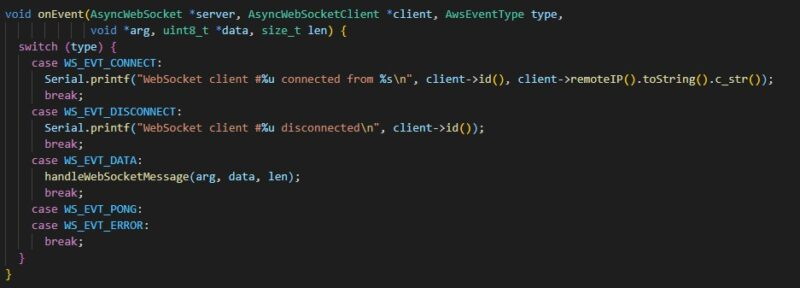 void onEvent(AsyncWebSocket *server, AsyncWebSocketClient *client, AwsEventType type,
             void *arg, uint8_t *data, size_t len) {
  switch (type) {
    case WS_EVT_CONNECT:
      Serial.printf("WebSocket client #%u connected from %s\n", client->id(), client->remoteIP().toString().c_str());
      break;
    case WS_EVT_DISCONNECT:
      Serial.printf("WebSocket client #%u disconnected\n", client->id());
      break;
    case WS_EVT_DATA:
      handleWebSocketMessage(arg, data, len);
      break;
    case WS_EVT_PONG:
    case WS_EVT_ERROR:
      break;
  }
}